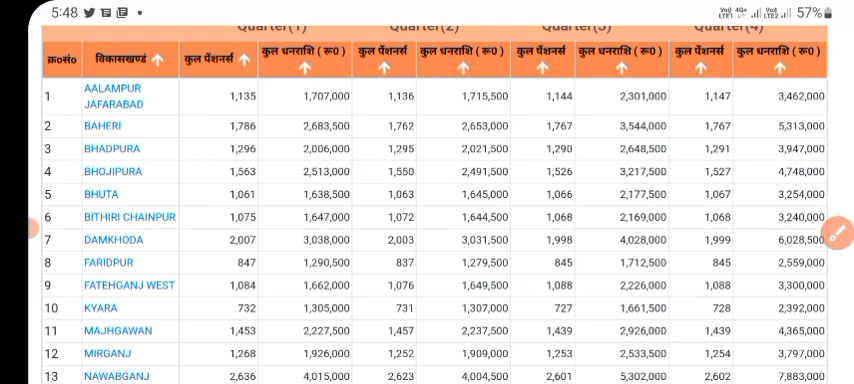 5:48
Vo) 4G+ LTE1 Vo) LTE2 57%
Quarter(1) Quarter(2) Quarter(3) Quarter(4)
क्र०सं० विकासखण्ड कुल पेंशनर्स कुल धनराशि ( रू0 ) कुल पेंशनर्स कुल धनराशि ( रू0 ) कुल पेंशनर्स कुल धनराशि ( रू0 ) कुल पेंशनर्स कुल धनराशि ( रू0 )
1 AALAMPUR JAFARABAD 1,135 1,707,000 1,136 1,715,500 1,144 2,301,000 1,147 3,462,000
2 BAHERI 1,786 2,683,500 1,762 2,653,000 1,767 3,544,000 1,767 5,313,000
3 BHADPURA 1,296 2,006,000 1,295 2,021,500 1,290 2,648,500 1,291 3,947,000
4 BHOJIPURA 1,563 2,513,000 1,550 2,491,500 1,526 3,217,500 1,527 4,748,000
5 BHUTA 1,061 1,638,500 1,063 1,645,000 1,066 2,177,500 1,067 3,254,000
6 BITHIRI CHAINPUR 1,075 1,647,000 1,072 1,644,500 1,068 2,169,000 1,068 3,240,000
7 DAMKHODA 2,007 3,038,000 2,003 3,031,500 1,998 4,028,000 1,999 6,028,500
8 FARIDPUR 847 1,290,500 837 1,279,500 845 1,712,500 845 2,559,000
9 FATEHGANJ WEST 1,084 1,662,000 1,076 1,649,500 1,088 2,226,000 1,088 3,300,000
10 KYARA 732 1,305,000 731 1,307,000 727 1,661,500 728 2,392,000
11 MAJHGAWAN 1,453 2,227,500 1,457 2,237,500 1,439 2,926,000 1,439 4,365,000
12 MIRGANJ 1,268 1,926,000 1,252 1,909,000 1,253 2,533,500 1,254 3,797,000
13 NAWABGANJ 2,636 4,015,000 2,623 4,004,500 2,601 5,302,000 2,602 7,883,000